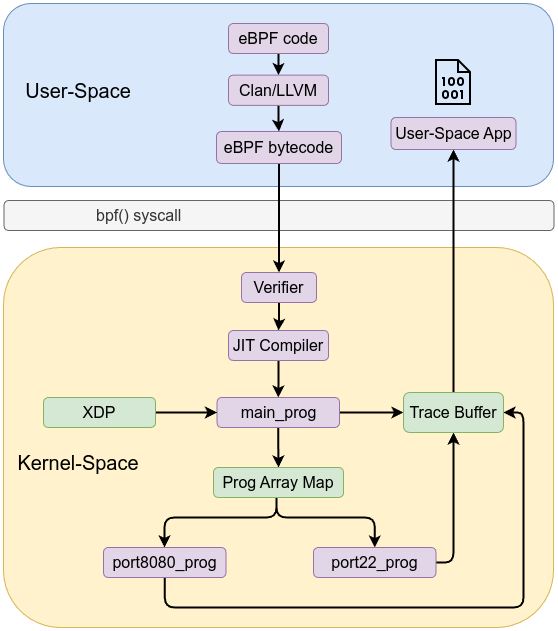 eBPF code
User-Space
Clan/LLVM
100
001
User-Space App
eBPF bytecode
bpf() syscall
Verifier
JIT Compiler
XDP
main_prog
Trace Buffer
Kernel-Space
Prog Array Map
port8080_prog
port22_prog